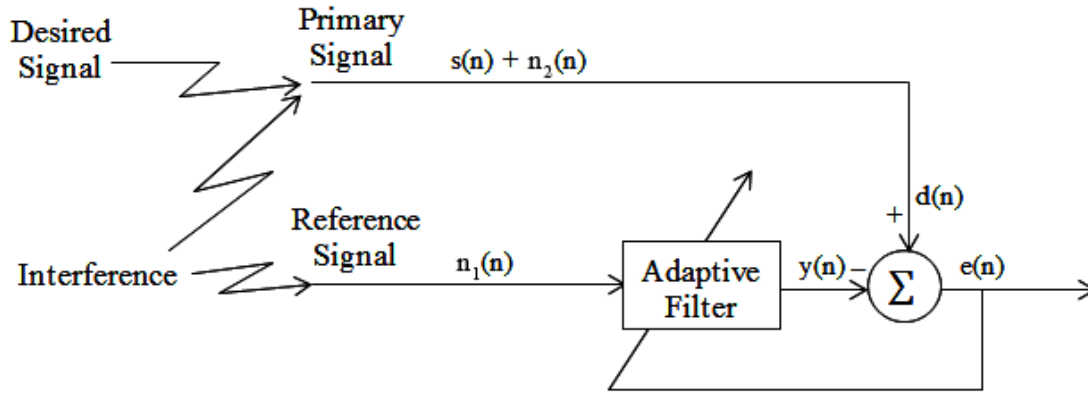 Desired
Signal
Primary
Signal
s(n) + n₂(n)
d(n)
+
Interference
Reference
Signal
n₁(n)
Adaptive
Filter
y(n)
−
Σ
e(n)